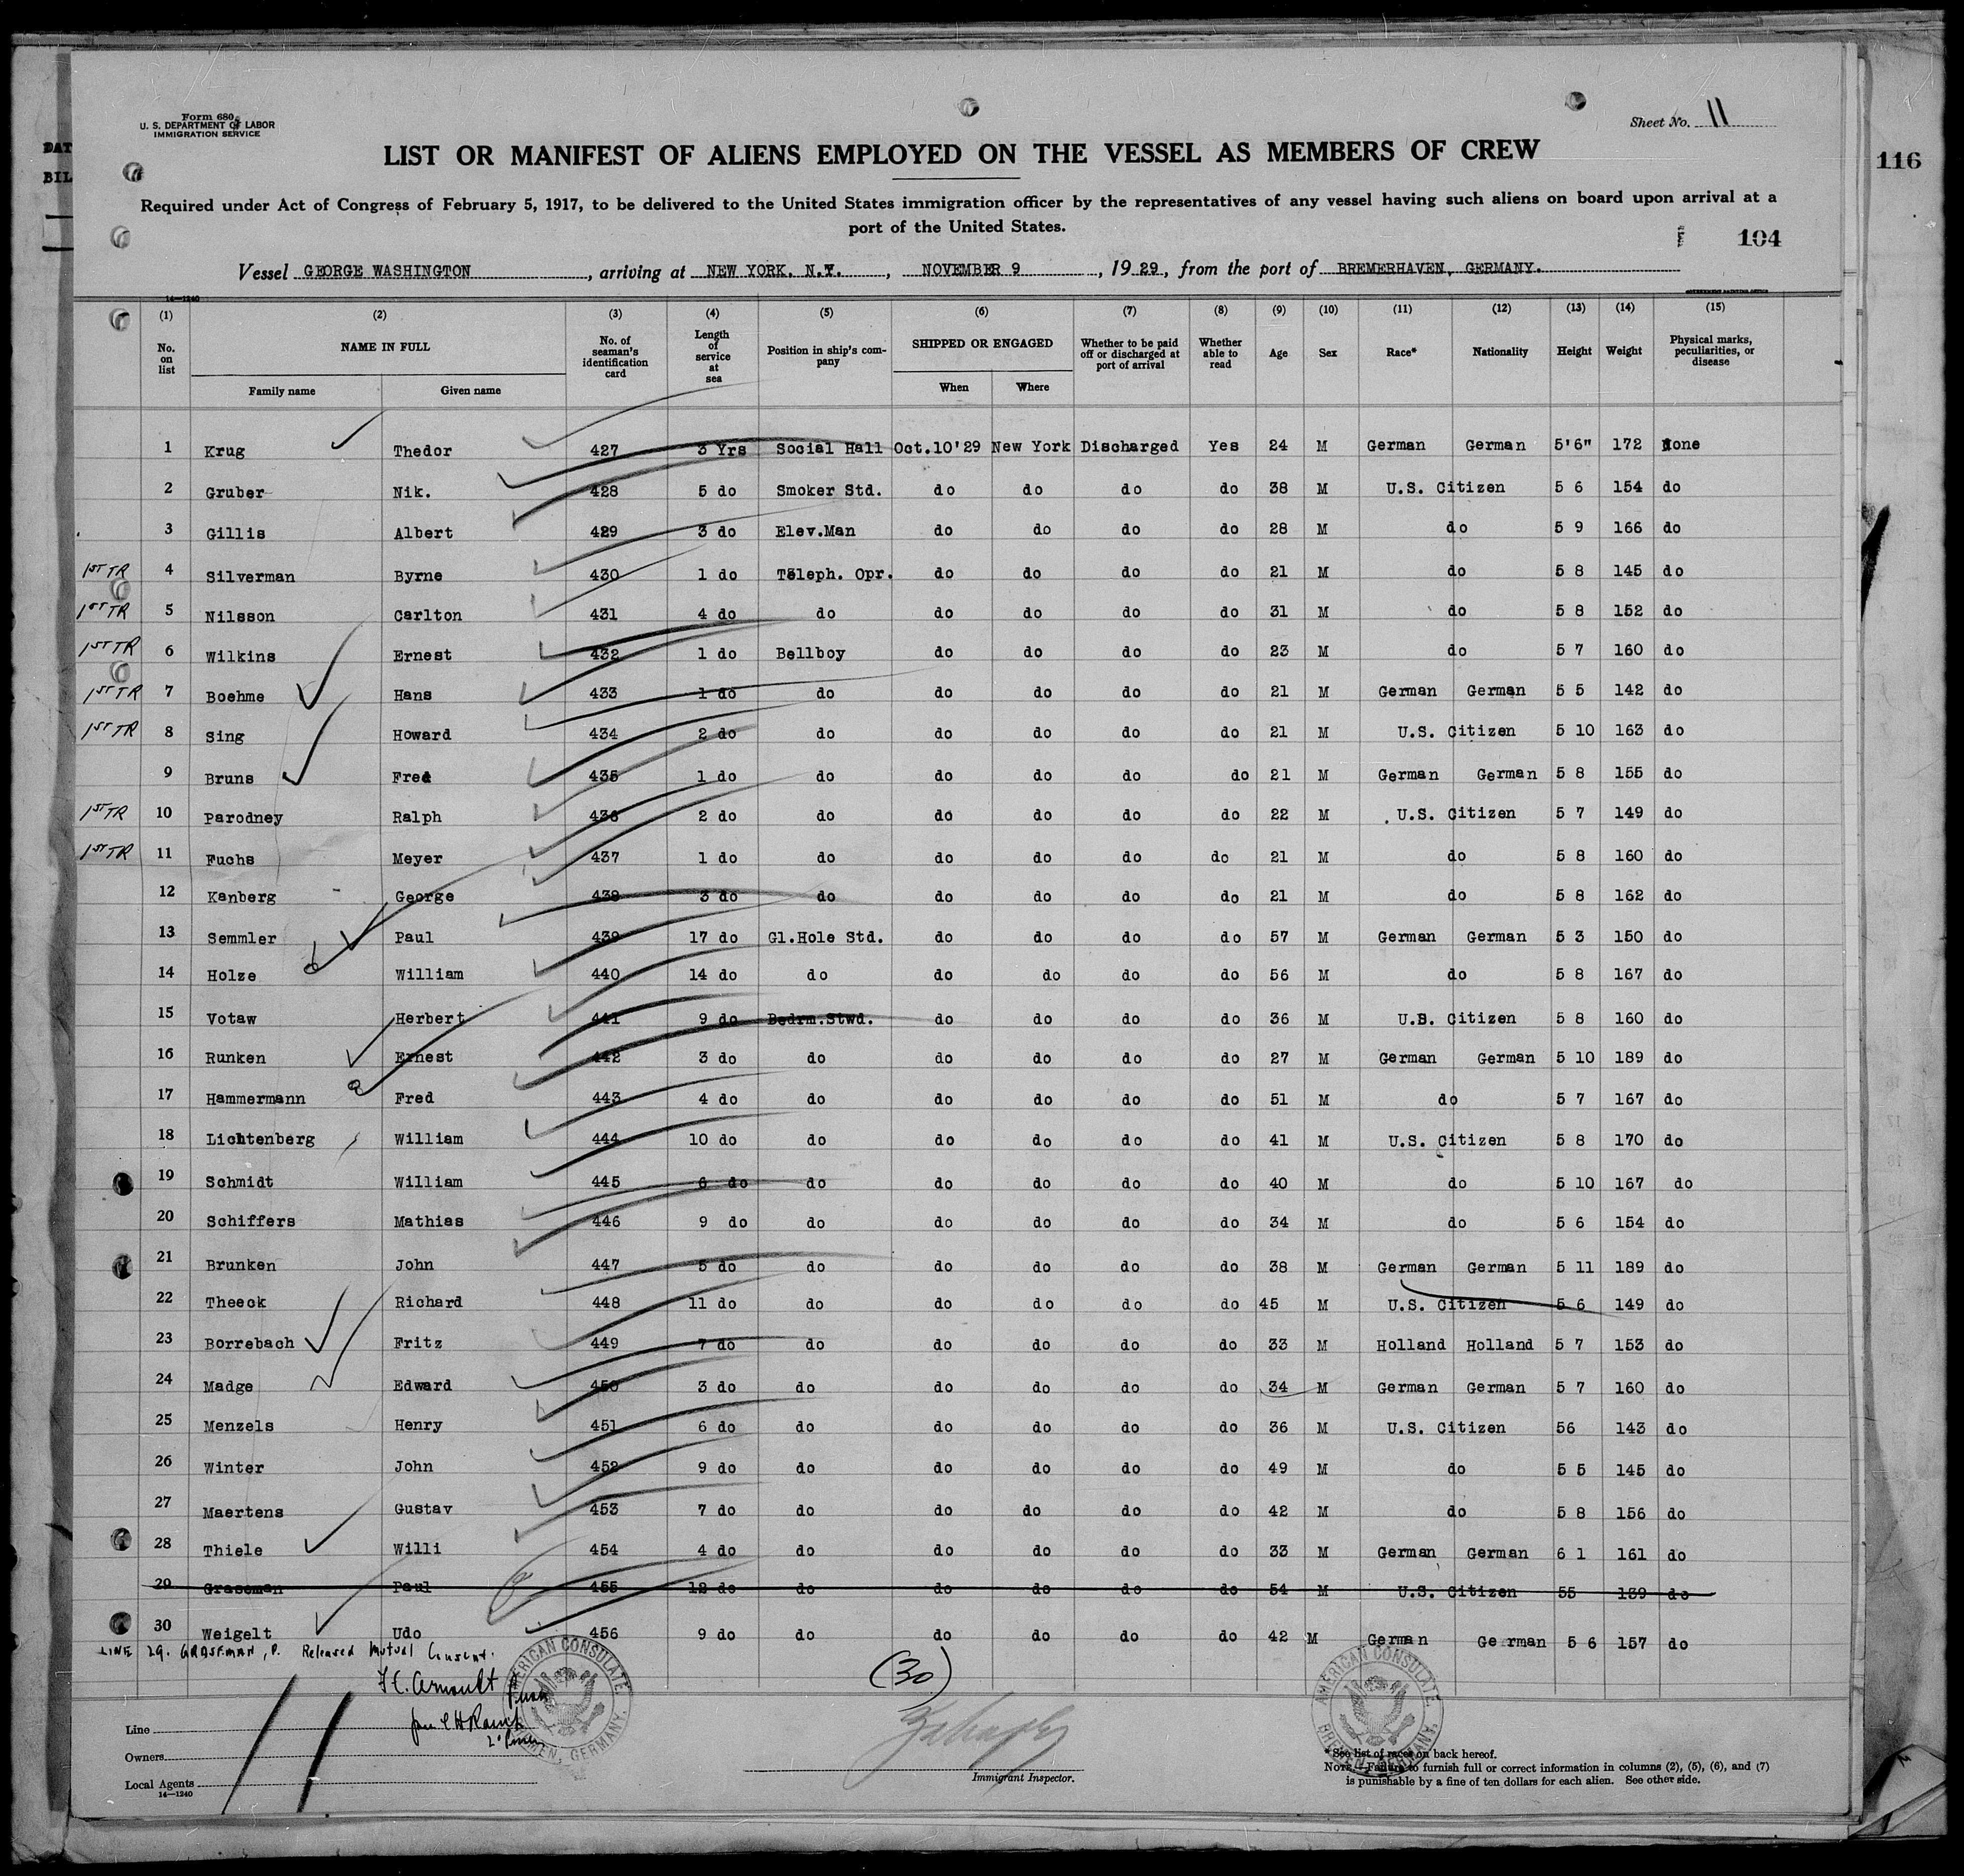 Form 680
U. S. DEPARTMENT OF LABOR
IMMIGRATION SERVICE
Sheet No. 11
DAT
BIL
LIST OR MANIFEST OF ALIENS EMPLOYED ON THE VESSEL AS MEMBERS OF CREW
116
Required under Act of Congress of February 5, 1917, to be delivered to the United States immigration officer by the representatives of any vessel having such aliens on board upon arrival at a
port of the United States.
104
Vessel GEORGE WASHINGTON, arriving at NEW YORK. N.Y., NOVEMBER 9, 1929, from the port of BREMERHAVEN, GERMANY.
14—1240
(1) (2) (3) (4) (5) (6) (7) (8) (9) (10) (11) (12) (13) (14) (15)
No. on list NAME IN FULL No. of seaman's identification card Length of service at sea Position in ship's company SHIPPED OR ENGAGED Whether to be paid off or discharged at port of arrival Whether able to read Age Sex Race* Nationality Height Weight Physical marks, peculiarities, or disease
Family name Given name When Where
1 Krug Thedor 427 3 Yrs Social Hall Oct.10'29 New York Discharged Yes 24 M German German 5'6" 172 None
2 Gruber Nik. 428 5 do Smoker Std. do do do do 38 M U.S. Citizen 5 6 154 do
3 Gillis Albert 429 3 do Elev.Man do do do do 28 M do 5 9 166 do
1ST TR 4 Silverman Byrne 430 1 do Teleph. Opr. do do do do 21 M do 5 8 145 do
1ST TR 5 Nilsson Carlton 431 4 do do do do do do 31 M do 5 8 152 do
1ST TR 6 Wilkins Ernest 432 1 do Bellboy do do do do 23 M do 5 7 160 do
1ST TR 7 Boehme Hans 433 1 do do do do do do 21 M German German 5 5 142 do
1ST TR 8 Sing Howard 434 2 do do do do do do 21 M U.S. Citizen 5 10 163 do
9 Bruns Fred 435 1 do do do do do do 21 M German German 5 8 155 do
1ST TR 10 Parodney Ralph 436 2 do do do do do do 22 M U.S. Citizen 5 7 149 do
1ST TR 11 Fuchs Meyer 437 1 do do do do do do 21 M do 5 8 160 do
12 Kanberg George 438 3 do do do do do do 21 M do 5 8 162 do
13 Semmler Paul 439 17 do Gl.Hole Std. do do do do 57 M German German 5 3 150 do
14 Holze William 440 14 do do do do do do 56 M do 5 8 167 do
15 Votaw Herbert 441 9 do Bedrm.Stwd. do do do do 36 M U.S. Citizen 5 8 160 do
16 Runken Ernest 442 3 do do do do do do 27 M German German 5 10 189 do
17 Hammermann Fred 443 4 do do do do do do 51 M do 5 7 167 do
18 Lichtenberg William 444 10 do do do do do do 41 M U.S. Citizen 5 8 170 do
19 Schmidt William 445 6 do do do do do do 40 M do 5 10 167 do
20 Schiffers Mathias 446 9 do do do do do do 34 M do 5 6 154 do
21 Brunken John 447 5 do do do do do do 38 M German German 5 11 189 do
22 Theeck Richard 448 11 do do do do do do 45 M U.S. Citizen 5 6 149 do
23 Borrebach Fritz 449 7 do do do do do do 33 M Holland Holland 5 7 153 do
24 Madge Edward 450 3 do do do do do do 34 M German German 5 7 160 do
25 Menzels Henry 451 6 do do do do do do 36 M U.S. Citizen 56 143 do
26 Winter John 452 9 do do do do do do 49 M do 5 5 145 do
27 Maertens Gustav 453 7 do do do do do do 42 M do 5 8 156 do
28 Thiele Willi 454 4 do do do do do do 33 M German German 6 1 161 do
29 Grassman Paul 455 12 do do do do do do 54 M U.S. Citizen 55 139 do
30 Weigelt Udo 456 9 do do do do do do 42 M German German 5 6 157 do
LINE 29. GRASSMAN, P. Released Mutual Consent.
(30)
11
AMERICAN CONSULATE
BREMEN, GERMANY.
AMERICAN CONSULATE
BREMEN, GERMANY.
Line
Owners
Local Agents
14—1240
Immigrant Inspector.
* See list of races on back hereof.
NOTE.—Failure to furnish full or correct information in columns (2), (5), (6), and (7)
is punishable by a fine of ten dollars for each alien. See other side.